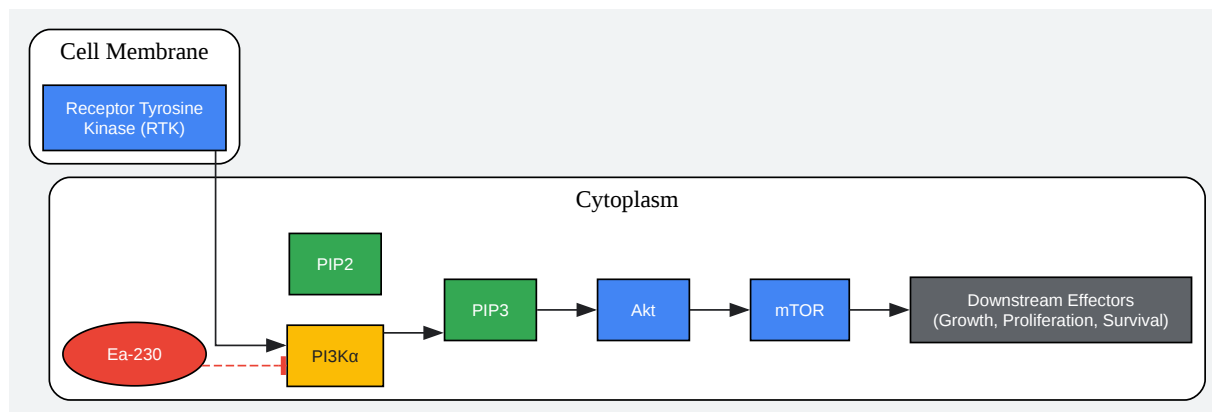 Cell Membrane
Receptor Tyrosine
Kinase (RTK)
Cytoplasm
PIP2
PIP3
Akt
mTOR
Downstream Effectors
(Growth, Proliferation, Survival)
Ea-230
PI3Kα